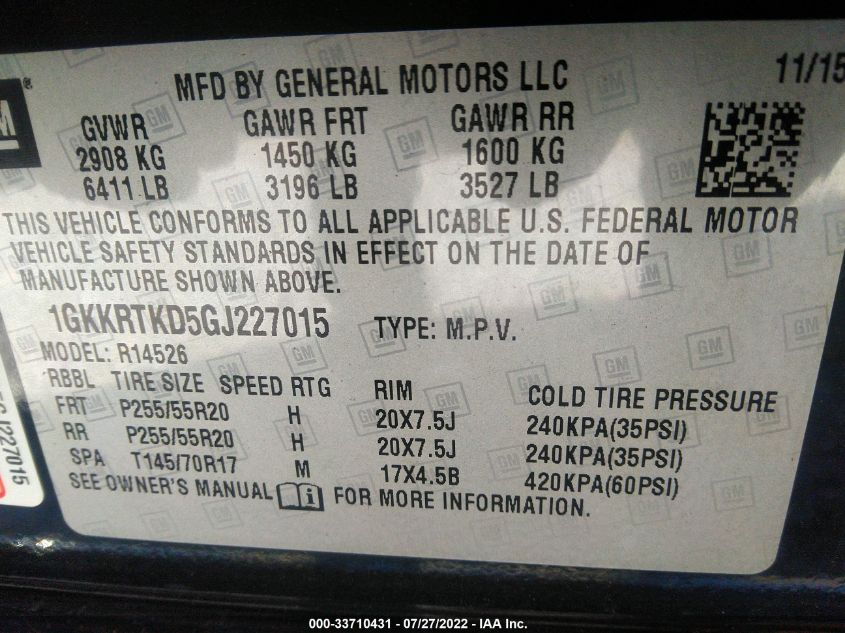 MFD BY GENERAL MOTORS LLC 11/15
GM ®
GVWR GAWR FRT GAWR RR
2908 KG 1450 KG 1600 KG
6411 LB 3196 LB 3527 LB
THIS VEHICLE CONFORMS TO ALL APPLICABLE U.S. FEDERAL MOTOR
VEHICLE SAFETY STANDARDS IN EFFECT ON THE DATE OF
MANUFACTURE SHOWN ABOVE.
1GKKRTKD5GJ227015 TYPE: M.P.V.
MODEL: R14526
RBBL TIRE SIZE SPEED RTG RIM COLD TIRE PRESSURE
FRT P255/55R20 H 20X7.5J 240KPA(35PSI)
RR P255/55R20 H 20X7.5J 240KPA(35PSI)
SPA T145/70R17 M 17X4.5B 420KPA(60PSI)
SEE OWNER'S MANUAL FOR MORE INFORMATION.
J227015
000-33710431 - 07/27/2022 - IAA Inc.